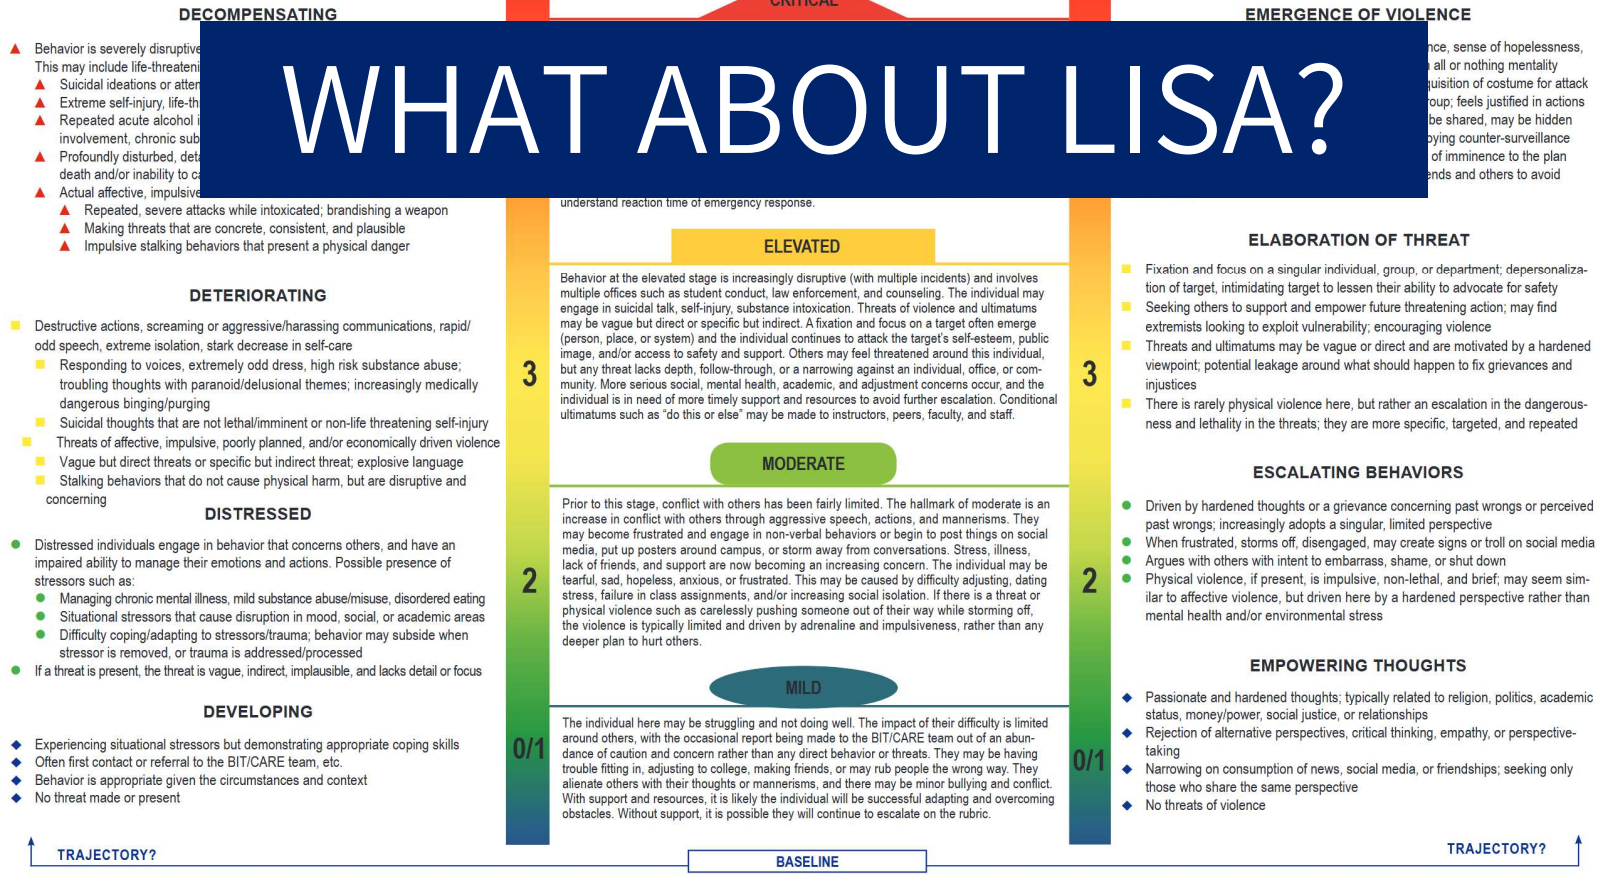 DECOMPENSATING
Behavior is severely disruptive
This may include life-threateni
Suicidal ideations or atten
Extreme self-injury, life-th
Repeated acute alcohol i
involvement, chronic sub
Profoundly disturbed, deta
death and/or inability to ca
Actual affective, impulsive
Repeated, severe attacks while intoxicated; brandishing a weapon
Making threats that are concrete, consistent, and plausible
Impulsive stalking behaviors that present a physical danger
DETERIORATING
Destructive actions, screaming or aggressive/harassing communications, rapid/
odd speech, extreme isolation, stark decrease in self-care
Responding to voices, extremely odd dress, high risk substance abuse;
troubling thoughts with paranoid/delusional themes; increasingly medically
dangerous binging/purging
Suicidal thoughts that are not lethal/imminent or non-life threatening self-injury
Threats of affective, impulsive, poorly planned, and/or economically driven violence
Vague but direct threats or specific but indirect threat; explosive language
Stalking behaviors that do not cause physical harm, but are disruptive and
concerning
DISTRESSED
Distressed individuals engage in behavior that concerns others, and have an
impaired ability to manage their emotions and actions. Possible presence of
stressors such as:
Managing chronic mental illness, mild substance abuse/misuse, disordered eating
Situational stressors that cause disruption in mood, social, or academic areas
Difficulty coping/adapting to stressors/trauma; behavior may subside when
stressor is removed, or trauma is addressed/processed
If a threat is present, the threat is vague, indirect, implausible, and lacks detail or focus
DEVELOPING
Experiencing situational stressors but demonstrating appropriate coping skills
Often first contact or referral to the BIT/CARE team, etc.
Behavior is appropriate given the circumstances and context
No threat made or present
TRAJECTORY?
3
2
0/1
CRITICAL
WHAT ABOUT LISA?
understand reaction time of emergency response.
ELEVATED
Behavior at the elevated stage is increasingly disruptive (with multiple incidents) and involves
multiple offices such as student conduct, law enforcement, and counseling. The individual may
engage in suicidal talk, self-injury, substance intoxication. Threats of violence and ultimatums
may be vague but direct or specific but indirect. A fixation and focus on a target often emerge
(person, place, or system) and the individual continues to attack the target's self-esteem, public
image, and/or access to safety and support. Others may feel threatened around this individual,
but any threat lacks depth, follow-through, or a narrowing against an individual, office, or com-
munity. More serious social, mental health, academic, and adjustment concerns occur, and the
individual is in need of more timely support and resources to avoid further escalation. Conditional
ultimatums such as “do this or else” may be made to instructors, peers, faculty, and staff.
MODERATE
Prior to this stage, conflict with others has been fairly limited. The hallmark of moderate is an
increase in conflict with others through aggressive speech, actions, and mannerisms. They
may become frustrated and engage in non-verbal behaviors or begin to post things on social
media, put up posters around campus, or storm away from conversations. Stress, illness,
lack of friends, and support are now becoming an increasing concern. The individual may be
tearful, sad, hopeless, anxious, or frustrated. This may be caused by difficulty adjusting, dating
stress, failure in class assignments, and/or increasing social isolation. If there is a threat or
physical violence such as carelessly pushing someone out of their way while storming off,
the violence is typically limited and driven by adrenaline and impulsiveness, rather than any
deeper plan to hurt others.
MILD
The individual here may be struggling and not doing well. The impact of their difficulty is limited
around others, with the occasional report being made to the BIT/CARE team out of an abun-
dance of caution and concern rather than any direct behavior or threats. They may be having
trouble fitting in, adjusting to college, making friends, or may rub people the wrong way. They
alienate others with their thoughts or mannerisms, and there may be minor bullying and conflict.
With support and resources, it is likely the individual will be successful adapting and overcoming
obstacles. Without support, it is possible they will continue to escalate on the rubric.
BASELINE
3
2
0/1
EMERGENCE OF VIOLENCE
nce, sense of hopelessness,
all or nothing mentality
quisition of costume for attack
roup; feels justified in actions
be shared, may be hidden
oying counter-surveillance
of imminence to the plan
ends and others to avoid
ELABORATION OF THREAT
Fixation and focus on a singular individual, group, or department; depersonaliza-
tion of target, intimidating target to lessen their ability to advocate for safety
Seeking others to support and empower future threatening action; may find
extremists looking to exploit vulnerability; encouraging violence
Threats and ultimatums may be vague or direct and are motivated by a hardened
viewpoint; potential leakage around what should happen to fix grievances and
injustices
There is rarely physical violence here, but rather an escalation in the dangerous-
ness and lethality in the threats; they are more specific, targeted, and repeated
ESCALATING BEHAVIORS
Driven by hardened thoughts or a grievance concerning past wrongs or perceived
past wrongs; increasingly adopts a singular, limited perspective
When frustrated, storms off, disengaged, may create signs or troll on social media
Argues with others with intent to embarrass, shame, or shut down
Physical violence, if present, is impulsive, non-lethal, and brief; may seem sim-
ilar to affective violence, but driven here by a hardened perspective rather than
mental health and/or environmental stress
EMPOWERING THOUGHTS
Passionate and hardened thoughts; typically related to religion, politics, academic
status, money/power, social justice, or relationships
Rejection of alternative perspectives, critical thinking, empathy, or perspective-
taking
Narrowing on consumption of news, social media, or friendships; seeking only
those who share the same perspective
No threats of violence
TRAJECTORY?